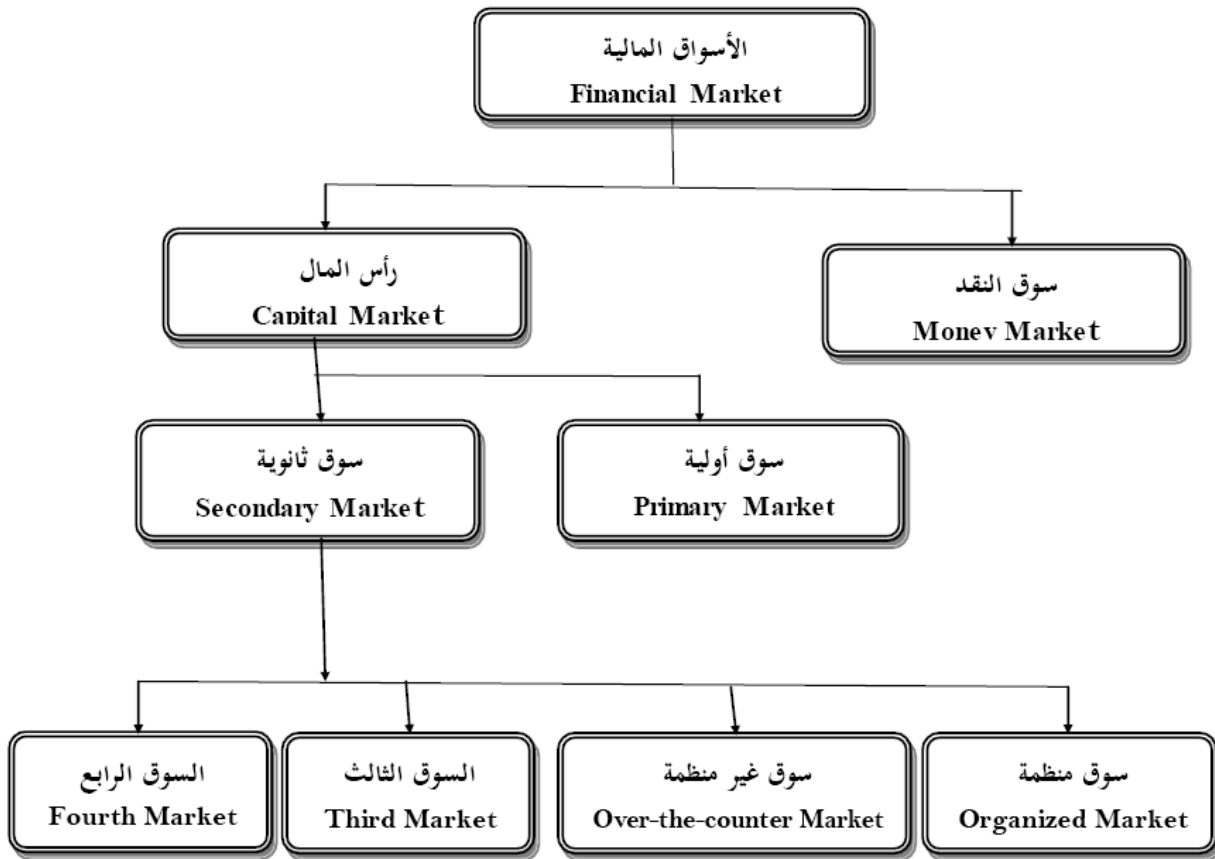 الأسواق المالية
Financial Market
رأس المال
Capital Market
سوق النقد
Money Market
سوق ثانوية
Secondary Market
سوق أولية
Primary Market
السوق الرابع
Fourth Market
السوق الثالث
Third Market
سوق غير منظمة
Over-the-counter Market
سوق منظمة
Organized Market